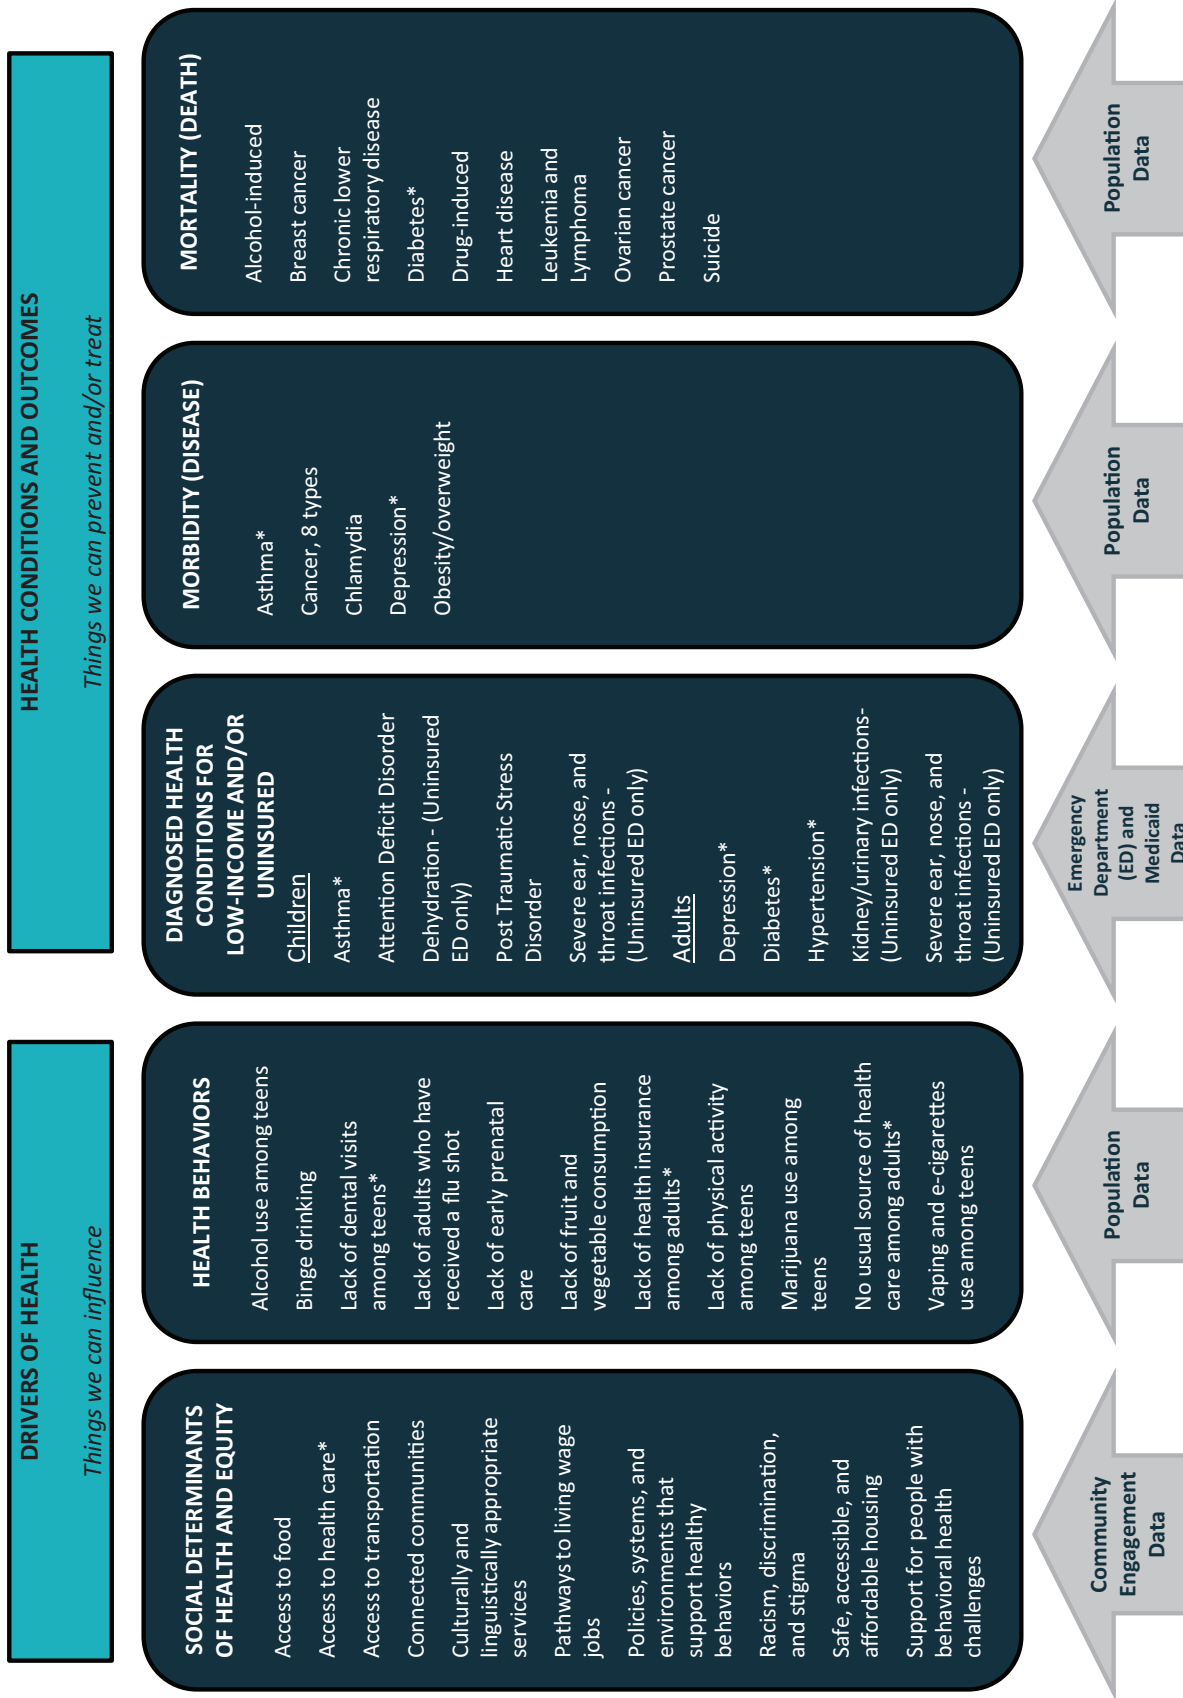 DRIVERS OF HEALTH
Things we can influence
HEALTH CONDITIONS AND OUTCOMES
Things we can prevent and/or treat
SOCIAL DETERMINANTS
OF HEALTH AND EQUITY
Access to food
Access to health care*
Access to transportation
Connected communities
Culturally and
linguistically appropriate
services
Pathways to living wage
jobs
Policies, systems, and
environments that
support healthy
behaviors
Racism, discrimination,
and stigma
Safe, accessible, and
affordable housing
Support for people with
behavioral health
challenges
HEALTH BEHAVIORS
Alcohol use among teens
Binge drinking
Lack of dental visits
among teens*
Lack of adults who have
received a flu shot
Lack of early prenatal
care
Lack of fruit and
vegetable consumption
Lack of health insurance
among adults*
Lack of physical activity
among teens
Marijuana use among
teens
No usual source of health
care among adults*
Vaping and e-cigarettes
use among teens
DIAGNOSED HEALTH
CONDITIONS FOR
LOW-INCOME AND/OR
UNINSURED
Children
Asthma*
Attention Deficit Disorder
Dehydration - (Uninsured
ED only)
Post Traumatic Stress
Disorder
Severe ear, nose, and
throat infections -
(Uninsured ED only)
Adults
Depression*
Diabetes*
Hypertension*
Kidney/urinary infections-
(Uninsured ED only)
Severe ear, nose, and
throat infections -
(Uninsured ED only)
MORBIDITY (DISEASE)
Asthma*
Cancer, 8 types
Chlamydia
Depression*
Obesity/overweight
MORTALITY (DEATH)
Alcohol-induced
Breast cancer
Chronic lower
respiratory disease
Diabetes*
Drug-induced
Heart disease
Leukemia and
Lymphoma
Ovarian cancer
Prostate cancer
Suicide
Community
Engagement
Data
Population
Data
Emergency
Department
(ED) and
Medicaid
Data
Population
Data
Population
Data